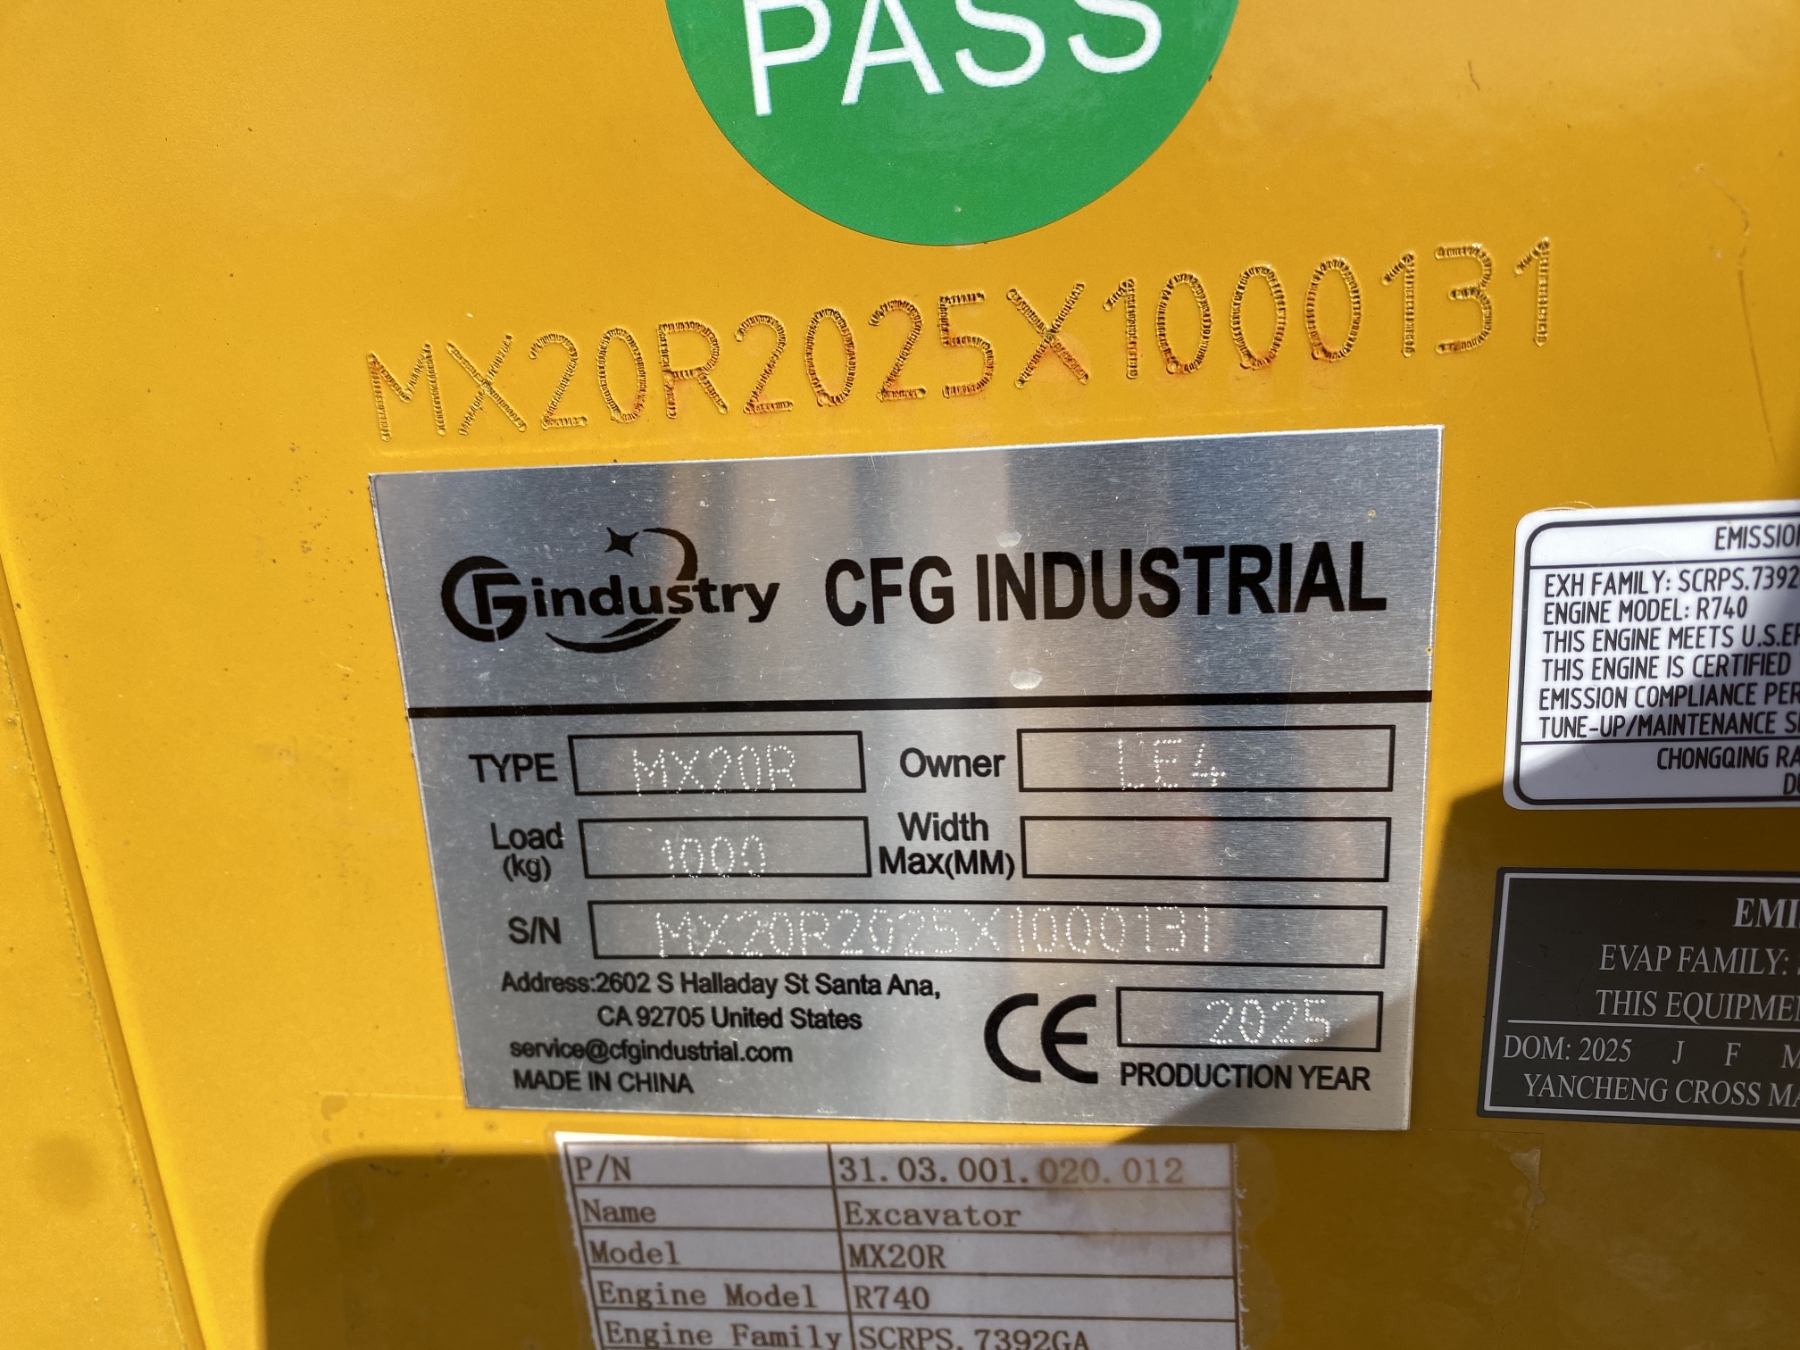 PASS
MX20R2025X1000131
CFG industry CFG INDUSTRIAL
TYPE MX20R Owner
Load (kg) 1000 Width Max(MM)
S/N MX20R2025X1000131
Address:2602 S Halladay St Santa Ana,
CA 92705 United States
service@cfgindustrial.com
MADE IN CHINA
CE 2025
PRODUCTION YEAR
P/N 31.03.001.020.012
Name Excavator
Model MX20R
Engine Model R740
Engine Family SCRPS.7392GA
EMISSION
EXH FAMILY: SCRPS.7392
ENGINE MODEL: R740
THIS ENGINE MEETS U.S.EP
THIS ENGINE IS CERTIFIED
EMISSION COMPLIANCE PER
TUNE-UP/MAINTENANCE S
CHONGQING RA
EMI
EVAP FAMILY:
THIS EQUIPME
DOM: 2025 J F M
YANCHENG CROSS MA